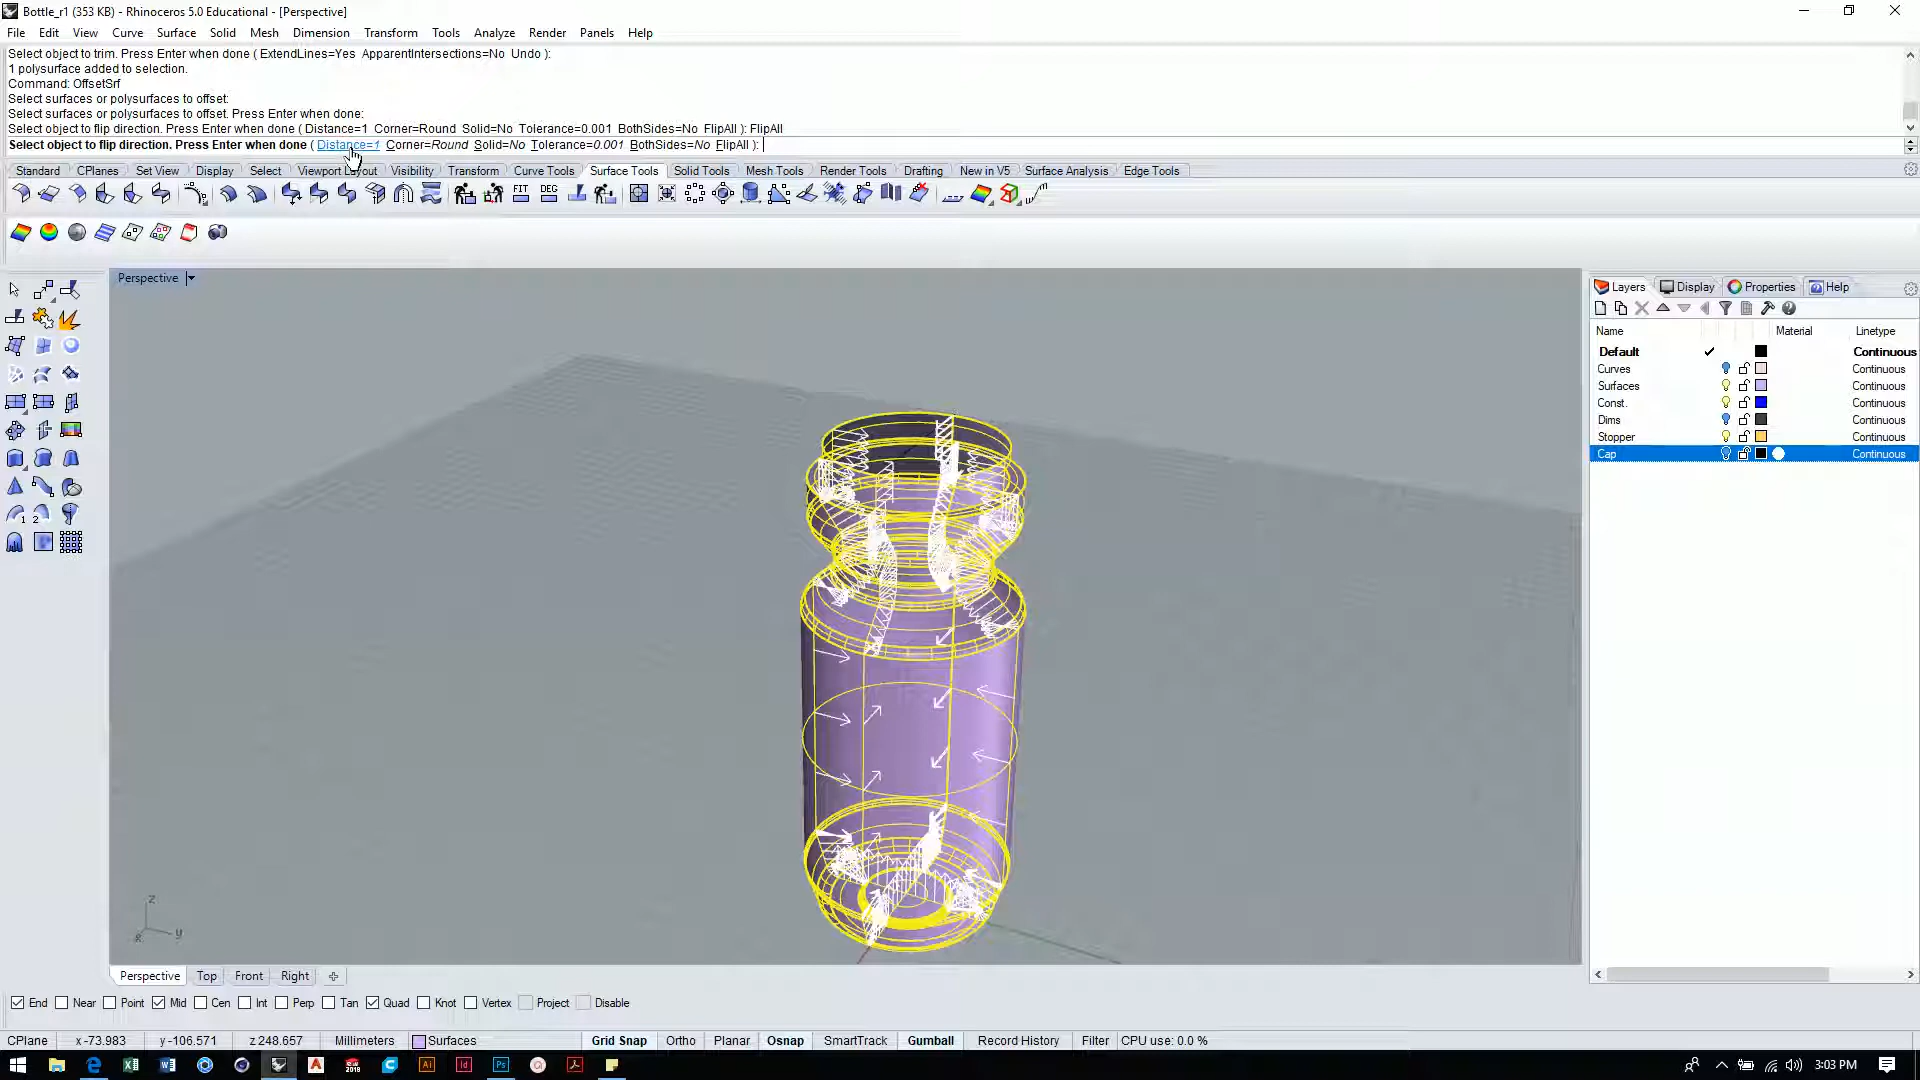 Bottle_r1 (353 KB) - Rhinoceros 5.0 Educational - [Perspective]
File Edit View Curve Surface Solid Mesh Dimension Transform Tools Analyze Render Panels Help
Select object to trim. Press Enter when done ( ExtendLines=Yes ApparentIntersections=No Undo ):
1 polysurface added to selection.
Command: OffsetSrf
Select surfaces or polysurfaces to offset:
Select surfaces or polysurfaces to offset. Press Enter when done:
Select object to flip direction. Press Enter when done ( Distance=1 Corner=Round Solid=No Tolerance=0.001 BothSides=No FlipAll ): FlipAll
Select object to flip direction. Press Enter when done ( Distance=1 Corner=Round Solid=No Tolerance=0.001 BothSides=No FlipAll ):
Standard CPlanes Set View Display Select Viewport Layout Visibility Transform Curve Tools Surface Tools Solid Tools Mesh Tools Render Tools Drafting New in V5 Surface Analysis Edge Tools
FIT DEG
Perspective
Layers Display Properties Help
Name Material Linetype
Default Continuous
Curves Continuous
Surfaces Continuous
Const. Continuous
Dims Continuous
Stopper Continuous
Cap Continuous
1 2
z
x y
Perspective Top Front Right
End Near Point Mid Cen Int Perp Tan Quad Knot Vertex Project Disable
CPlane x -73.983 y -106.571 z 248.657 Millimeters Surfaces Grid Snap Ortho Planar Osnap SmartTrack Gumball Record History Filter CPU use: 0.0 %
Ai Id Ps 3:03 PM